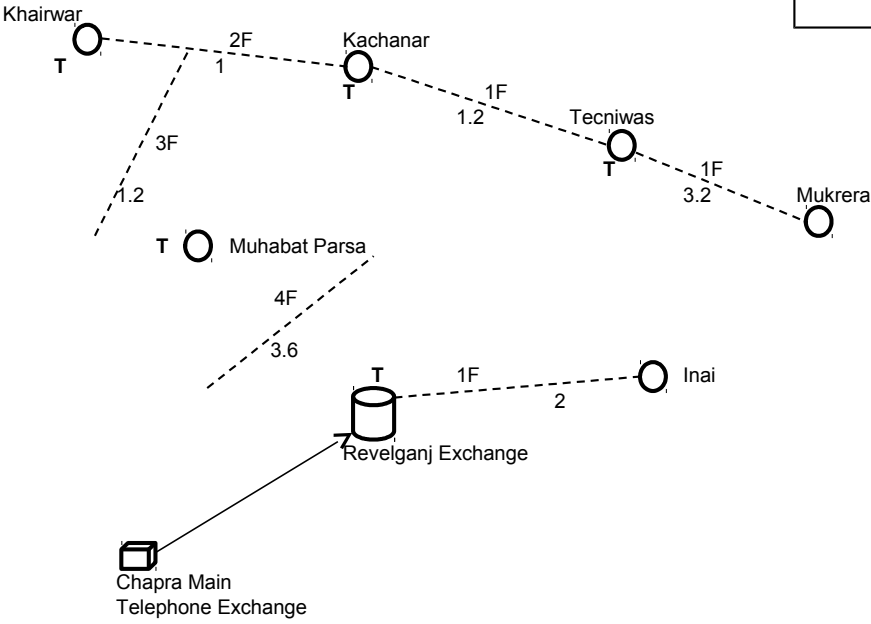 Khairwar
T
2F
1
Kachanar
T
1F
1.2
Tecniwas
T
1F
3.2
Mukrera
3F
1.2
T
Muhabat Parsa
4F
3.6
T
1F
2
Inai
Revelganj Exchange
Chapra Main
Telephone Exchange